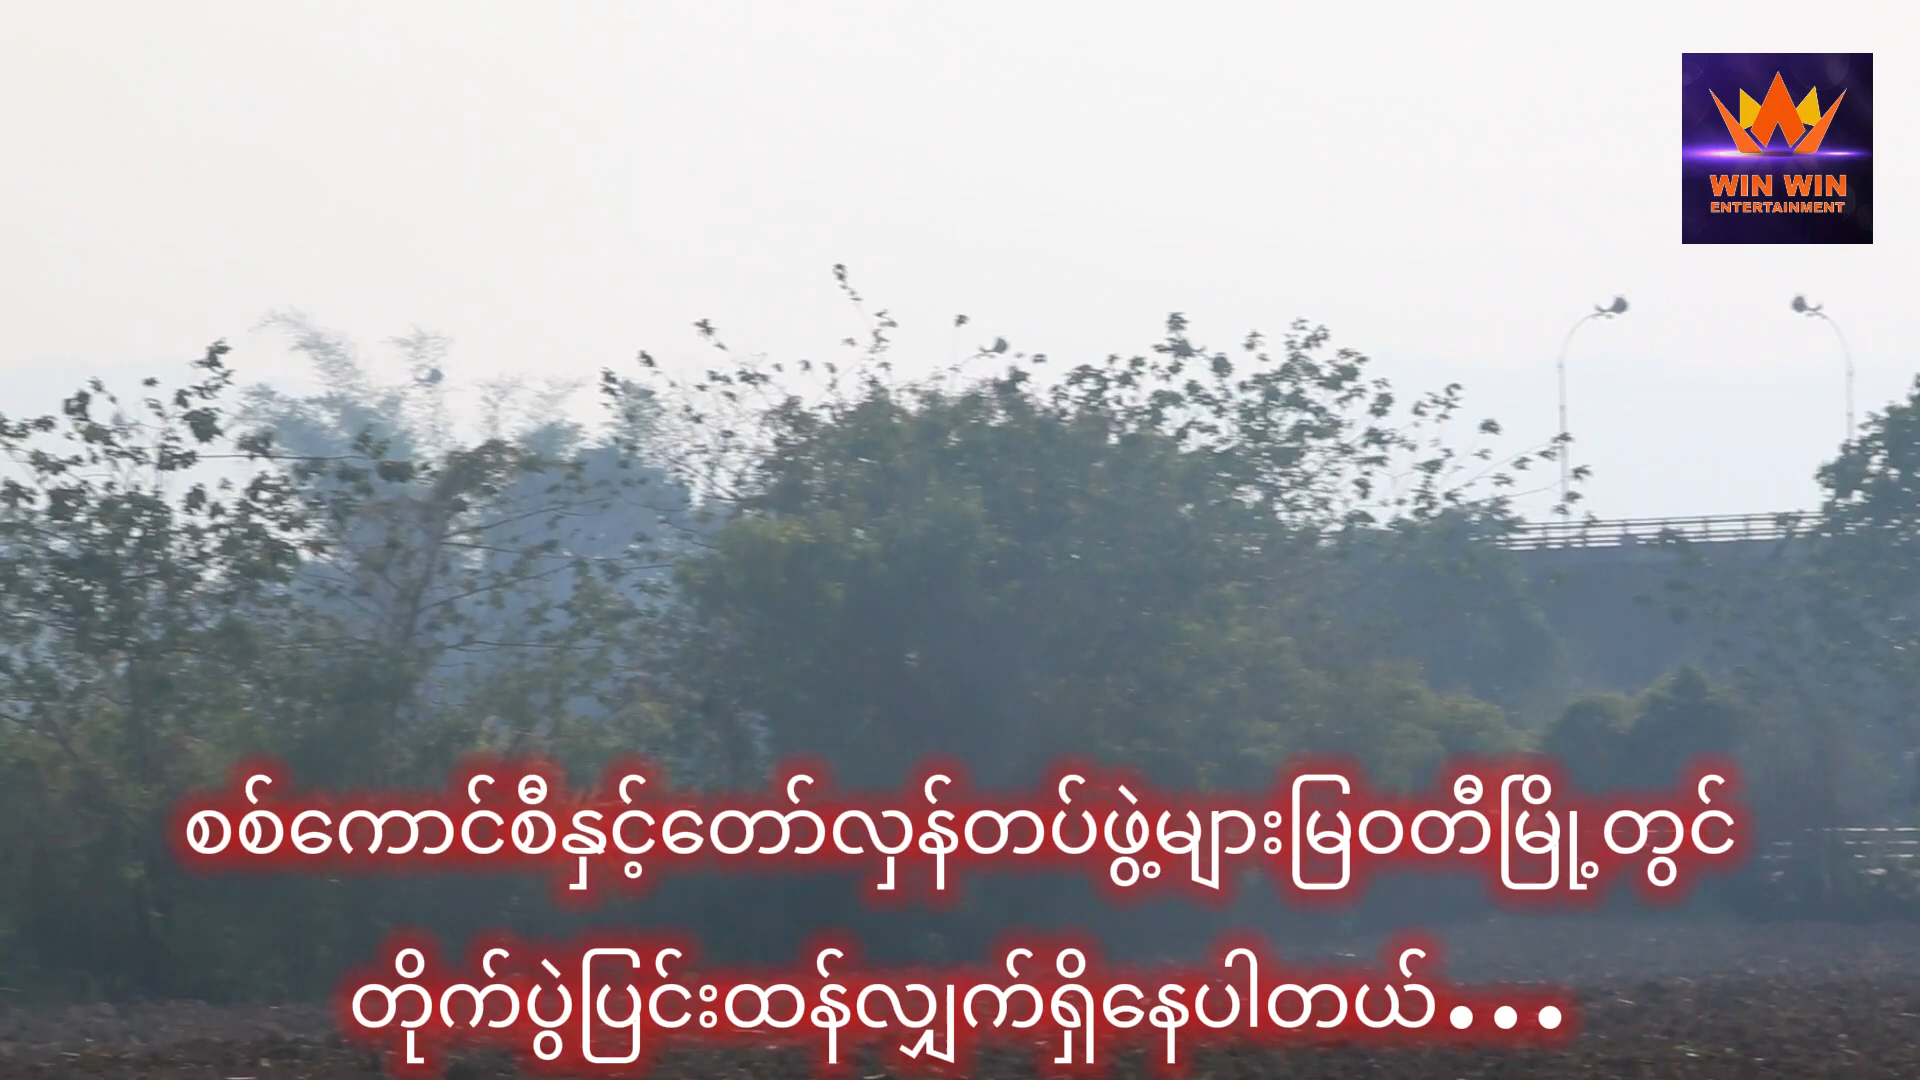 WIN WIN
ENTERTAINMENT
စစ်ကောင်စီနှင့်တော်လှန်တပ်ဖွဲ့များမြဝတီမြို့တွင်
တိုက်ပွဲပြင်းထန်လျှက်ရှိနေပါတယ်...